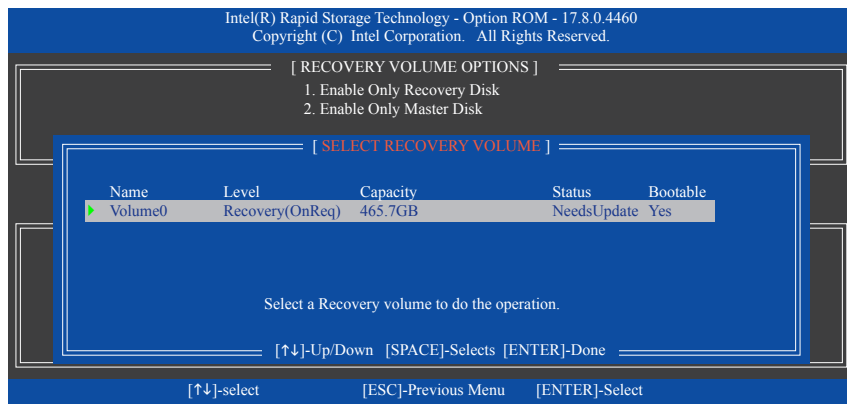 Intel(R) Rapid Storage Technology - Option ROM - 17.8.0.4460
Copyright (C) Intel Corporation. All Rights Reserved.
[ RECOVERY VOLUME OPTIONS ]
1. Enable Only Recovery Disk
2. Enable Only Master Disk
[ SELECT RECOVERY VOLUME ]
Name Level Capacity Status Bootable
Volume0 Recovery(OnReq) 465.7GB NeedsUpdate Yes
Select a Recovery volume to do the operation.
[↑↓]-Up/Down [SPACE]-Selects [ENTER]-Done
[↑↓]-select [ESC]-Previous Menu [ENTER]-Select